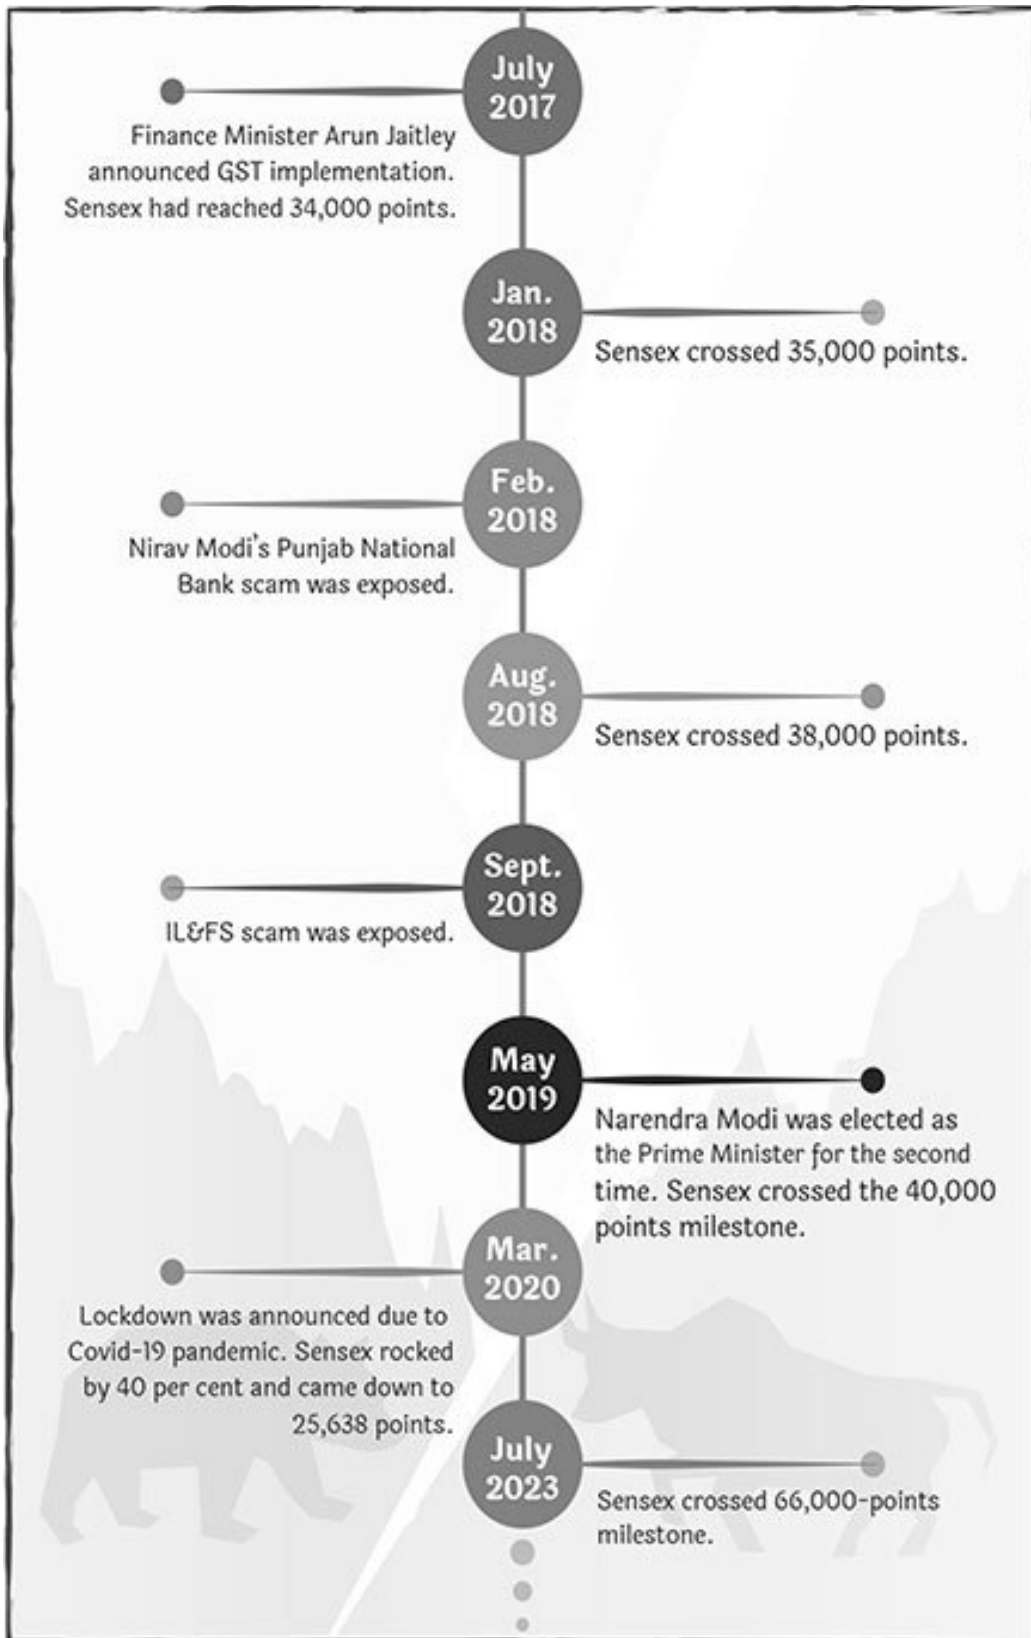 July
2017
Finance Minister Arun Jaitley
announced GST implementation.
Sensex had reached 34,000 points.
Jan.
2018
Sensex crossed 35,000 points.
Feb.
2018
Nirav Modi's Punjab National
Bank scam was exposed.
Aug.
2018
Sensex crossed 38,000 points.
Sept.
2018
IL&FS scam was exposed.
May
2019
Narendra Modi was elected as
the Prime Minister for the second
time. Sensex crossed the 40,000
points milestone.
Mar.
2020
Lockdown was announced due to
Covid-19 pandemic. Sensex rocked
by 40 per cent and came down to
25,638 points.
July
2023
Sensex crossed 66,000-points
milestone.